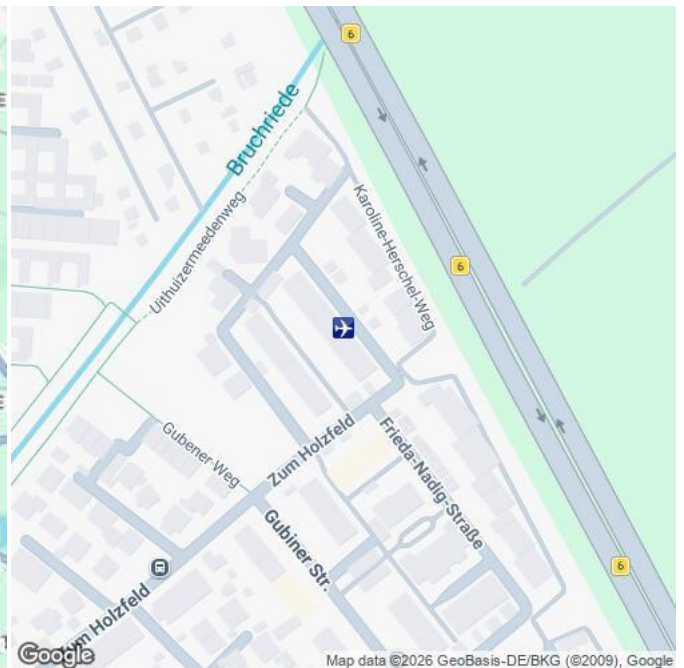 6
Bruchriede
Uithuizermeedenweg
Karoline-Herschel-Weg
6
Gubener-Weg
Zum Holzfeld
Frieda-Nadig-Straße
Gubiner Str.
Zum Holzfeld
6
Google
Map data ©2026 GeoBasis-DE/BKG (©2009), Google